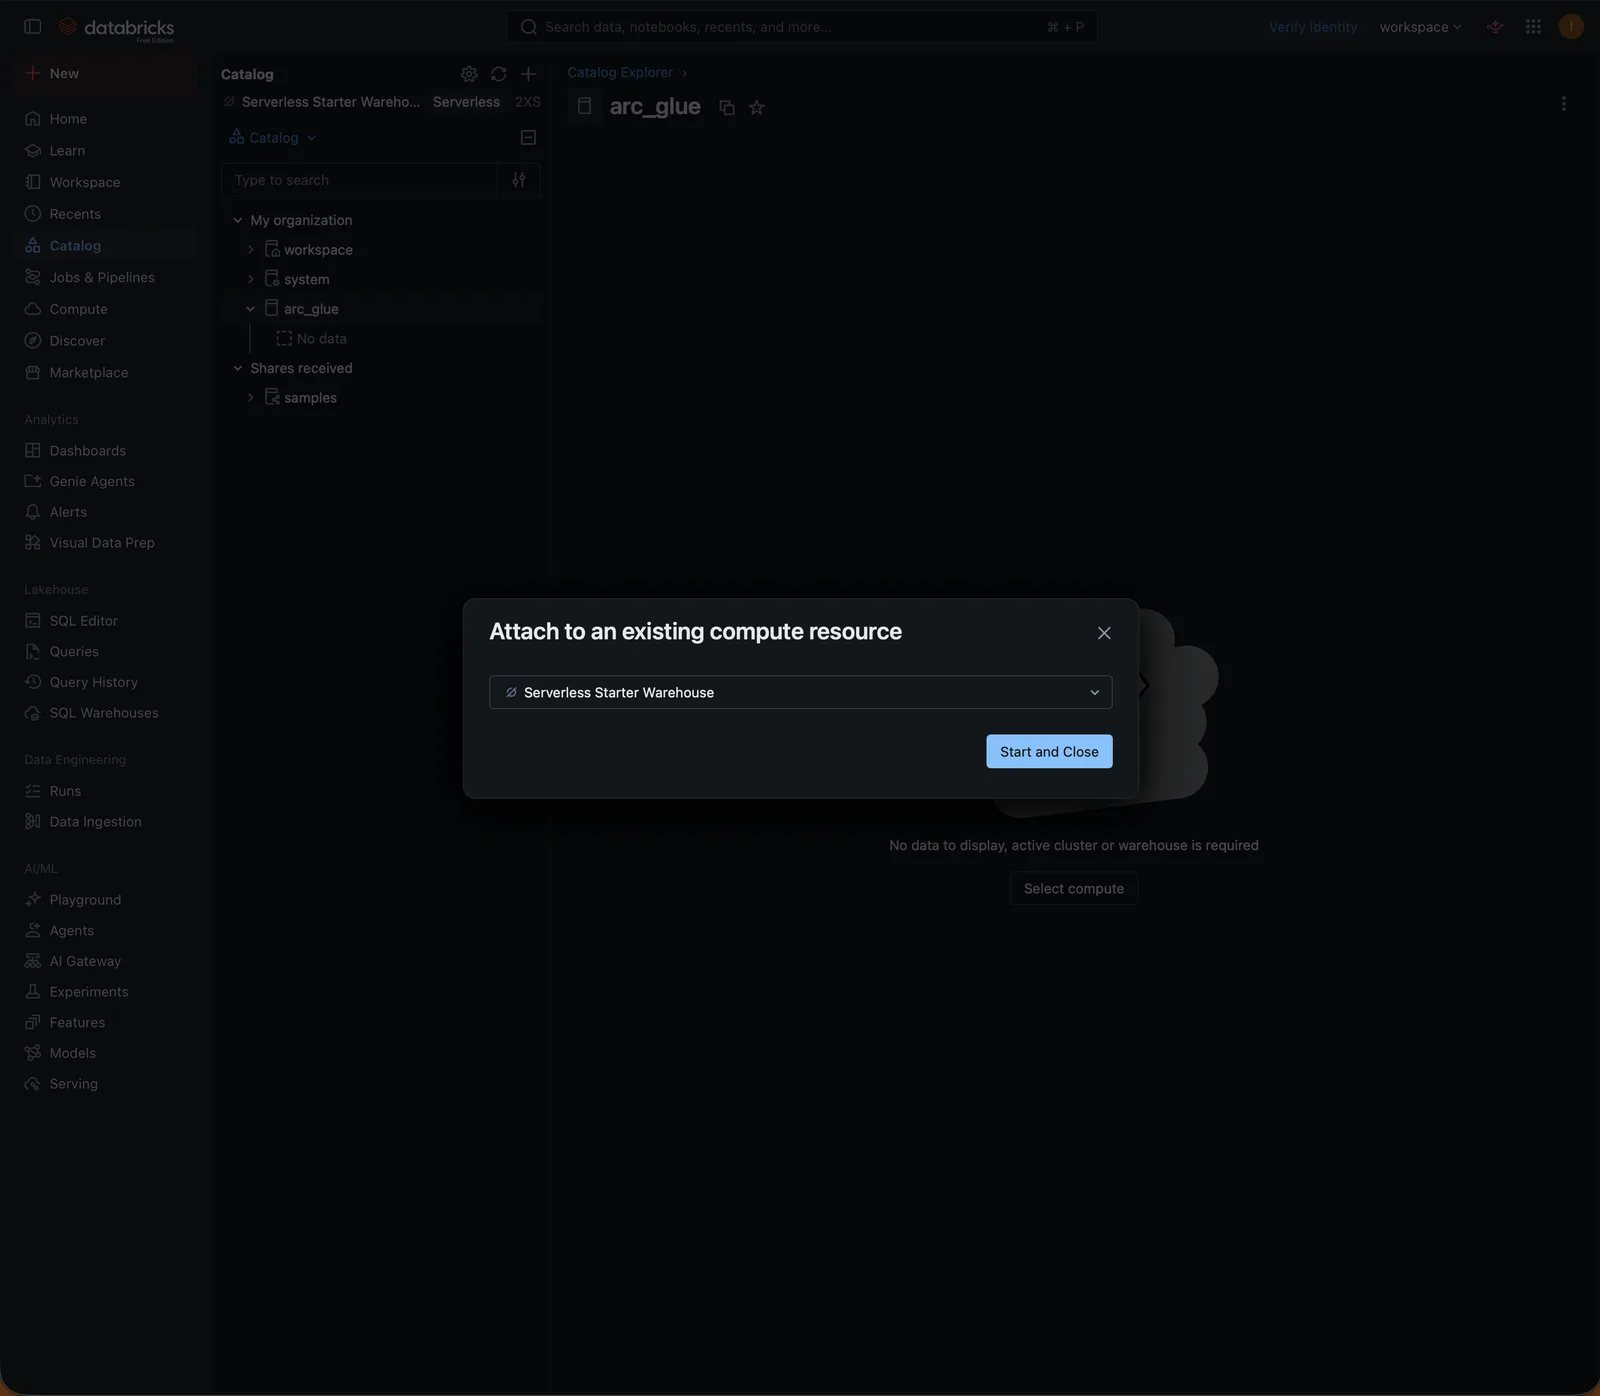 databricks
Free Edition
Search data, notebooks, recents, and more...
⌘ + P
Verify identity
workspace
I
New
Home
Learn
Workspace
Recents
Catalog
Jobs & Pipelines
Compute
Discover
Marketplace
Analytics
Dashboards
Genie Agents
Alerts
Visual Data Prep
Lakehouse
SQL Editor
Queries
Query History
SQL Warehouses
Data Engineering
Runs
Data Ingestion
AI/ML
Playground
Agents
AI Gateway
Experiments
Features
Models
Serving
Catalog
Serverless Starter Wareho... Serverless 2XS
Catalog
Type to search
My organization
workspace
system
arc_glue
No data
Shares received
samples
Catalog Explorer
arc_glue
Attach to an existing compute resource
Serverless Starter Warehouse
Start and Close
No data to display, active cluster or warehouse is required
Select compute